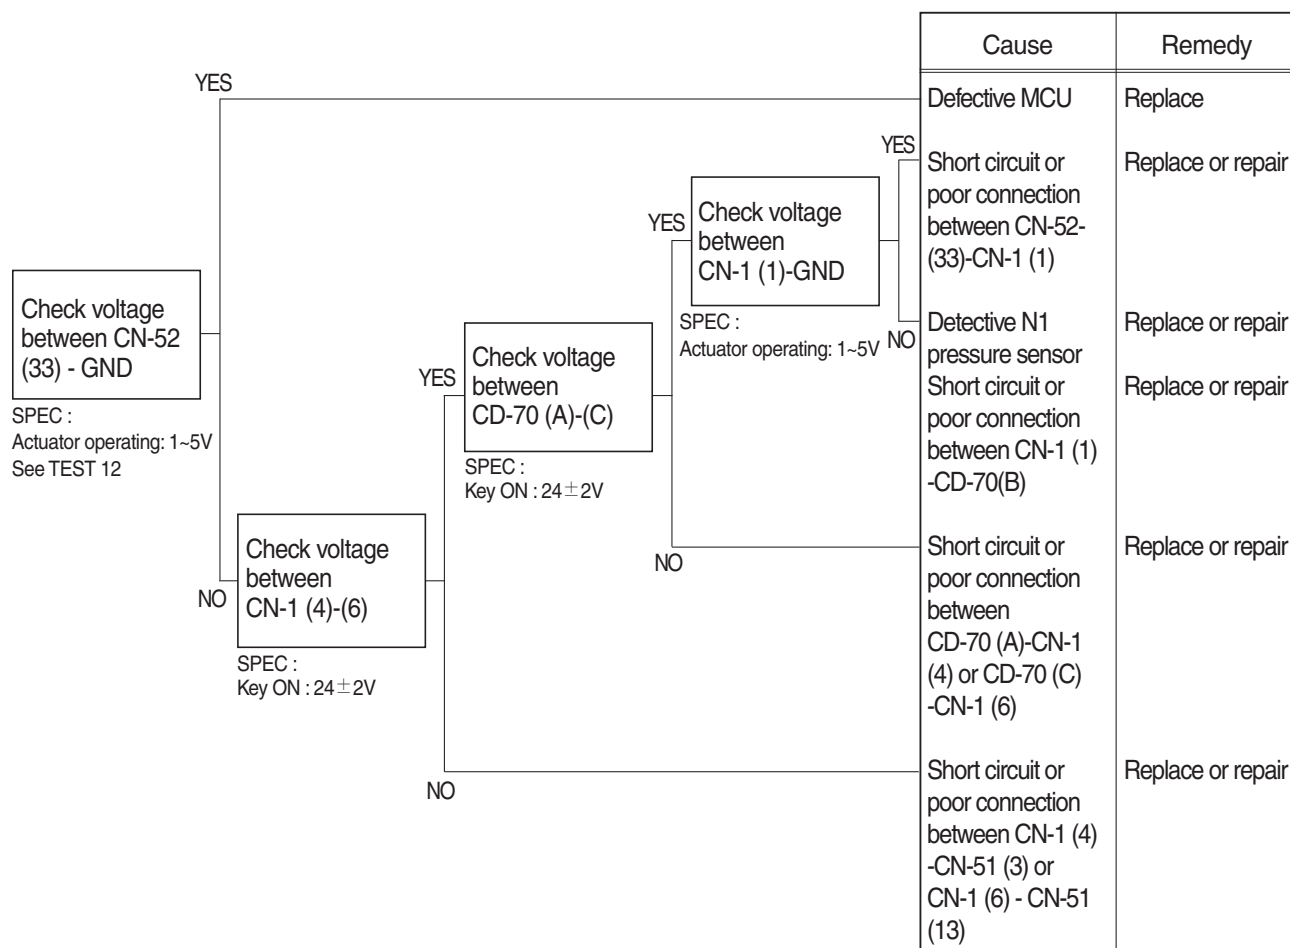 Cause
Remedy
YES
Defective MCU
Replace
YES
Short circuit or
poor connection
between CN-52-
(33)-CN-1 (1)
Replace or repair
YES
Check voltage
between
CN-1 (1)-GND
SPEC :
Actuator operating: 1~5V
NO
Detective N1
pressure sensor
Replace or repair
Short circuit or
poor connection
between CN-1 (1)
-CD-70(B)
Replace or repair
Check voltage
between CN-52
(33) - GND
SPEC :
Actuator operating: 1~5V
See TEST 12
YES
Check voltage
between
CD-70 (A)-(C)
SPEC :
Key ON : 24±2V
NO
Short circuit or
poor connection
between
CD-70 (A)-CN-1
(4) or CD-70 (C)
-CN-1 (6)
Replace or repair
NO
Check voltage
between
CN-1 (4)-(6)
SPEC :
Key ON : 24±2V
NO
Short circuit or
poor connection
between CN-1 (4)
-CN-51 (3) or
CN-1 (6) - CN-51
(13)
Replace or repair